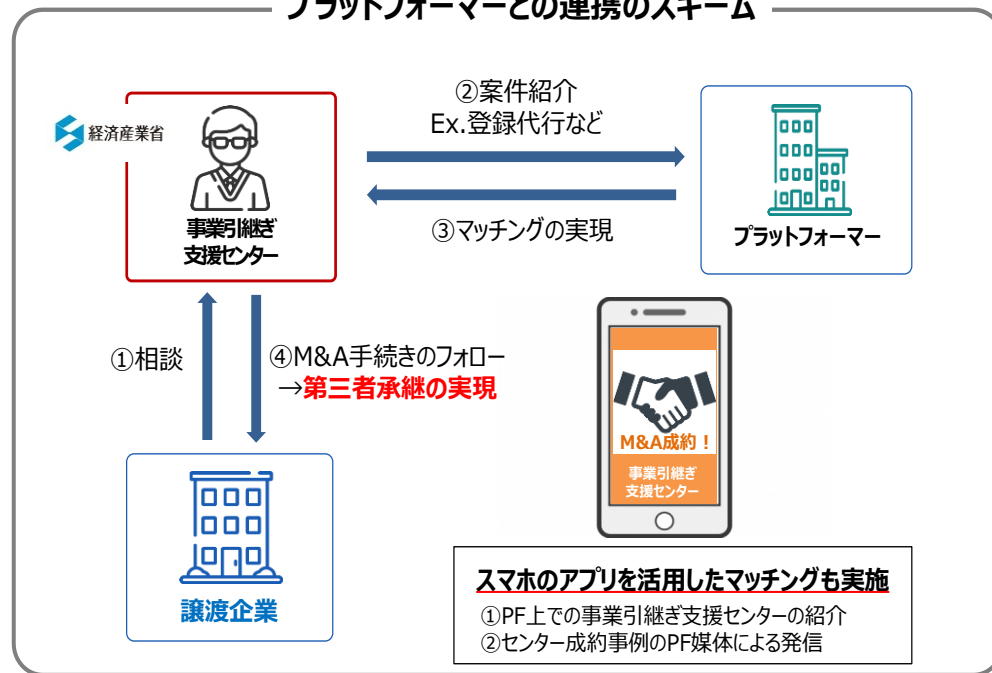 プラットフォーマーとの連携のスキーム
経済産業省
事業引継ぎ
支援センター
②案件紹介
Ex.登録代行など
③マッチングの実現
プラットフォーマー
①相談
④M&A手続きのフォロー
→第三者承継の実現
譲渡企業
M&A成約！
事業引継ぎ
支援センター
スマホのアプリを活用したマッチングも実施
①PF上での事業引継ぎ支援センターの紹介
②センター成約事例のPF媒体による発信